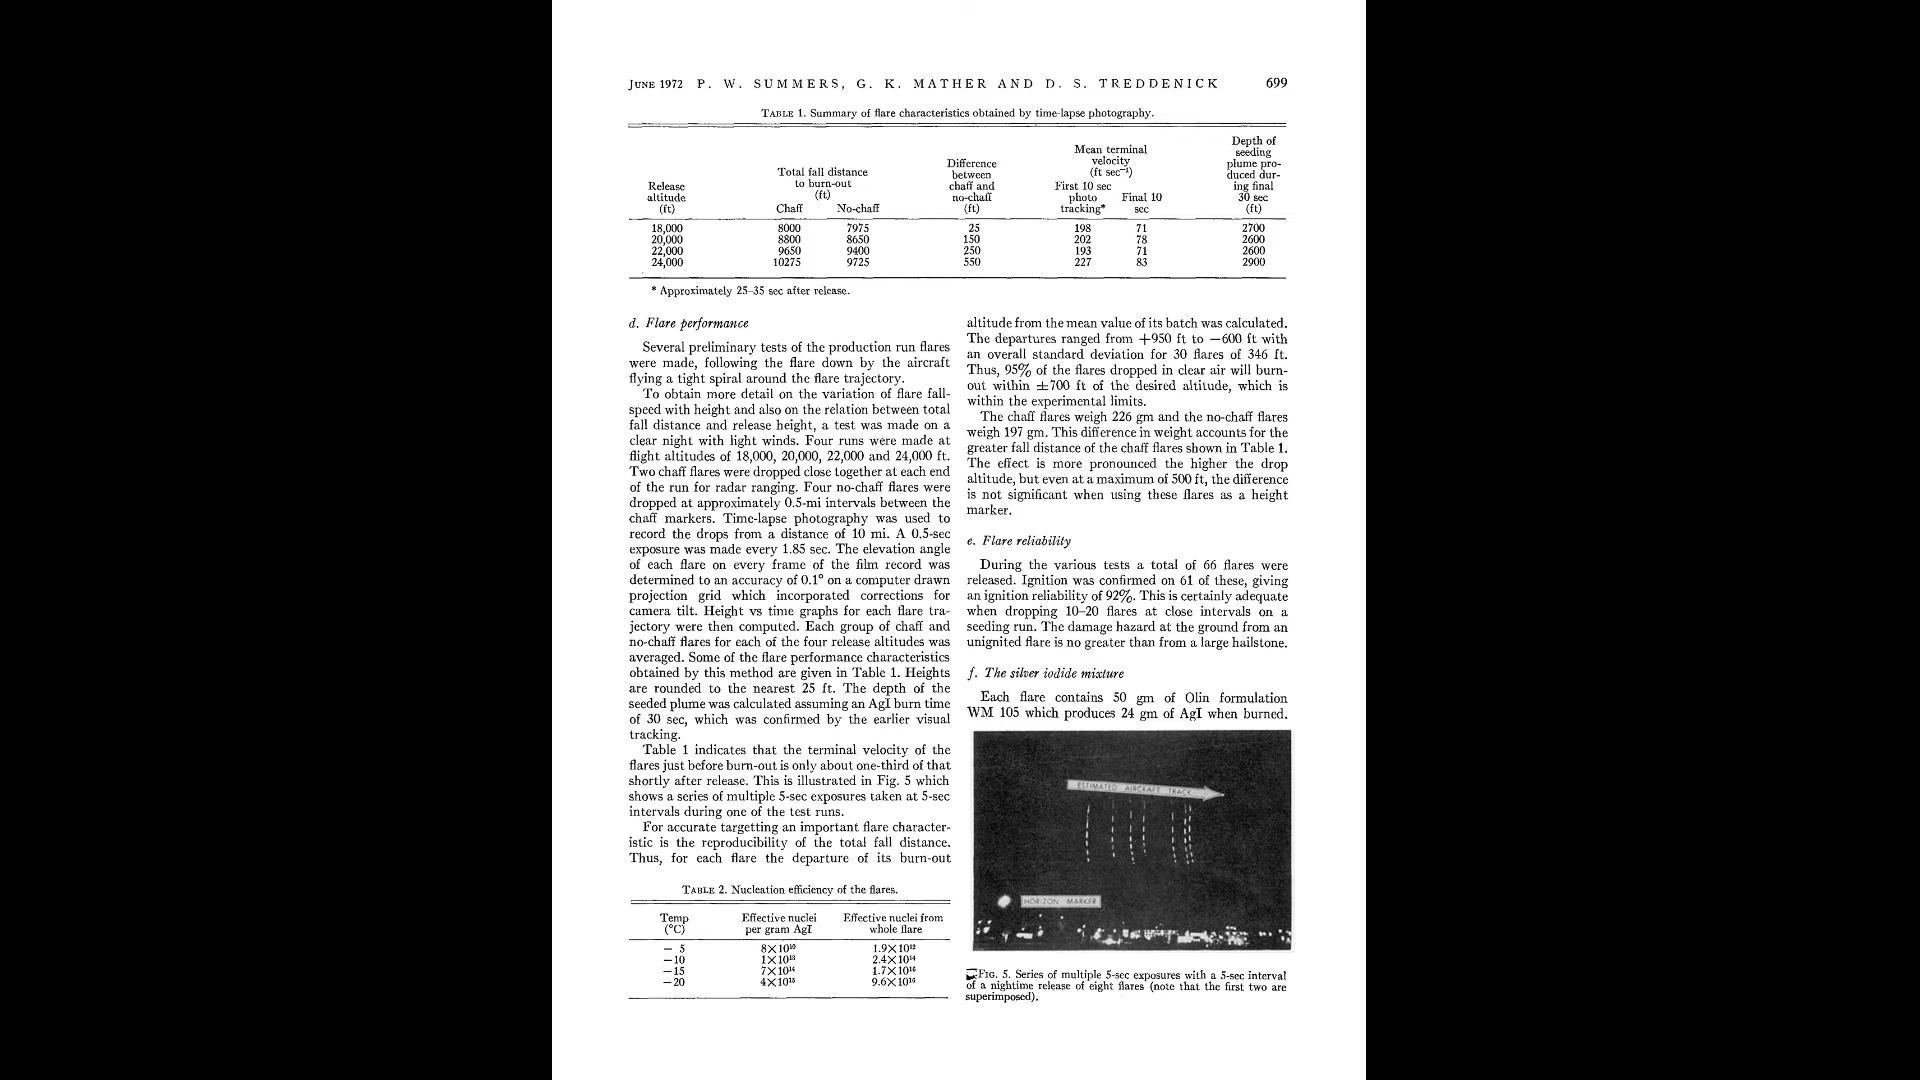 JUNE 1972 P. W. SUMMERS, G. K. MATHER AND D. S. TREDDENICK 699
TABLE 1. Summary of flare characteristics obtained by time-lapse photography.
Release altitude (ft)
Total fall distance to burn-out (ft)
Chaff No-chaff
Difference between chaff and no-chaff (ft)
Mean terminal velocity (ft sec⁻¹)
First 10 sec photo tracking* Final 10 sec
Depth of seeding plume pro-duced dur-ing final 30 sec (ft)
18,000 8000 7975 25 198 71 2700
20,000 8800 8650 150 202 78 2600
22,000 9650 9400 250 193 71 2600
24,000 10275 9725 550 227 83 2900
* Approximately 25–35 sec after release.
d. Flare performance
Several preliminary tests of the production run flares
were made, following the flare down by the aircraft
flying a tight spiral around the flare trajectory.
To obtain more detail on the variation of flare fall-
speed with height and also on the relation between total
fall distance and release height, a test was made on a
clear night with light winds. Four runs were made at
flight altitudes of 18,000, 20,000, 22,000 and 24,000 ft.
Two chaff flares were dropped close together at each end
of the run for radar ranging. Four no-chaff flares were
dropped at approximately 0.5-mi intervals between the
chaff markers. Time-lapse photography was used to
record the drops from a distance of 10 mi. A 0.5-sec
exposure was made every 1.85 sec. The elevation angle
of each flare on every frame of the film record was
determined to an accuracy of 0.1° on a computer drawn
projection grid which incorporated corrections for
camera tilt. Height vs time graphs for each flare tra-
jectory were then computed. Each group of chaff and
no-chaff flares for each of the four release altitudes was
averaged. Some of the flare performance characteristics
obtained by this method are given in Table 1. Heights
are rounded to the nearest 25 ft. The depth of the
seeded plume was calculated assuming an AgI burn time
of 30 sec, which was confirmed by the earlier visual
tracking.
Table 1 indicates that the terminal velocity of the
flares just before burn-out is only about one-third of that
shortly after release. This is illustrated in Fig. 5 which
shows a series of multiple 5-sec exposures taken at 5-sec
intervals during one of the test runs.
For accurate targetting an important flare character-
istic is the reproducibility of the total fall distance.
Thus, for each flare the departure of its burn-out
TABLE 2. Nucleation efficiency of the flares.
Temp (°C)
Effective nuclei per gram AgI
Effective nuclei from whole flare
− 5 8×10¹⁰ 1.9×10¹²
−10 1×10¹³ 2.4×10¹⁴
−15 7×10¹⁴ 1.7×10¹⁶
−20 4×10¹⁵ 9.6×10¹⁶
altitude from the mean value of its batch was calculated.
The departures ranged from +950 ft to −600 ft with
an overall standard deviation for 30 flares of 346 ft.
Thus, 95% of the flares dropped in clear air will burn-
out within ±700 ft of the desired altitude, which is
within the experimental limits.
The chaff flares weigh 226 gm and the no-chaff flares
weigh 197 gm. This difference in weight accounts for the
greater fall distance of the chaff flares shown in Table 1.
The effect is more pronounced the higher the drop
altitude, but even at a maximum of 500 ft, the difference
is not significant when using these flares as a height
marker.
e. Flare reliability
During the various tests a total of 66 flares were
released. Ignition was confirmed on 61 of these, giving
an ignition reliability of 92%. This is certainly adequate
when dropping 10–20 flares at close intervals on a
seeding run. The damage hazard at the ground from an
unignited flare is no greater than from a large hailstone.
f. The silver iodide mixture
Each flare contains 50 gm of Olin formulation
WM 105 which produces 24 gm of AgI when burned.
ESTIMATED AIRCRAFT TRACK
HORIZON MARKER
FIG. 5. Series of multiple 5-sec exposures with a 5-sec interval
of a nightime release of eight flares (note that the first two are
superimposed).